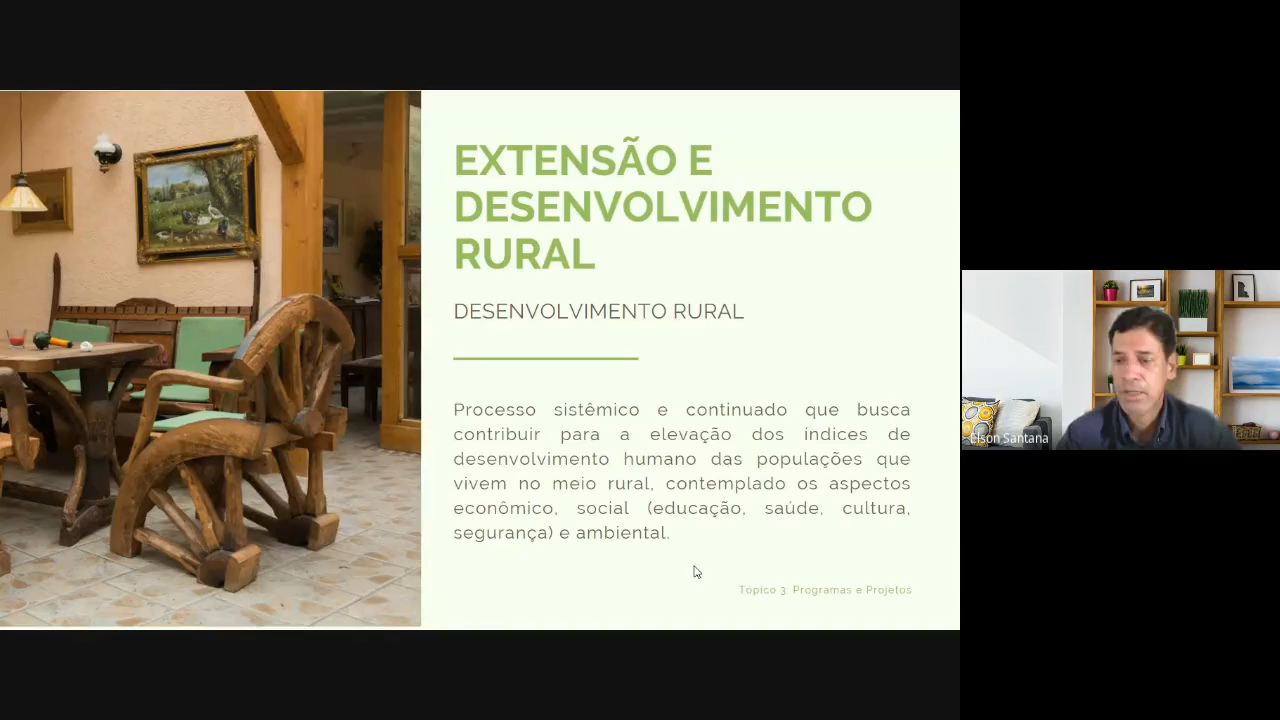 EXTENSÃO E
DESENVOLVIMENTO
RURAL
DESENVOLVIMENTO RURAL
Processo sistêmico e continuado que busca
contribuir para a elevação dos índices de
desenvolvimento humano das populações que
vivem no meio rural, contemplado os aspectos
econômico, social (educação, saúde, cultura,
segurança) e ambiental.
Tópico 3: Programas e Projetos
Elson Santana